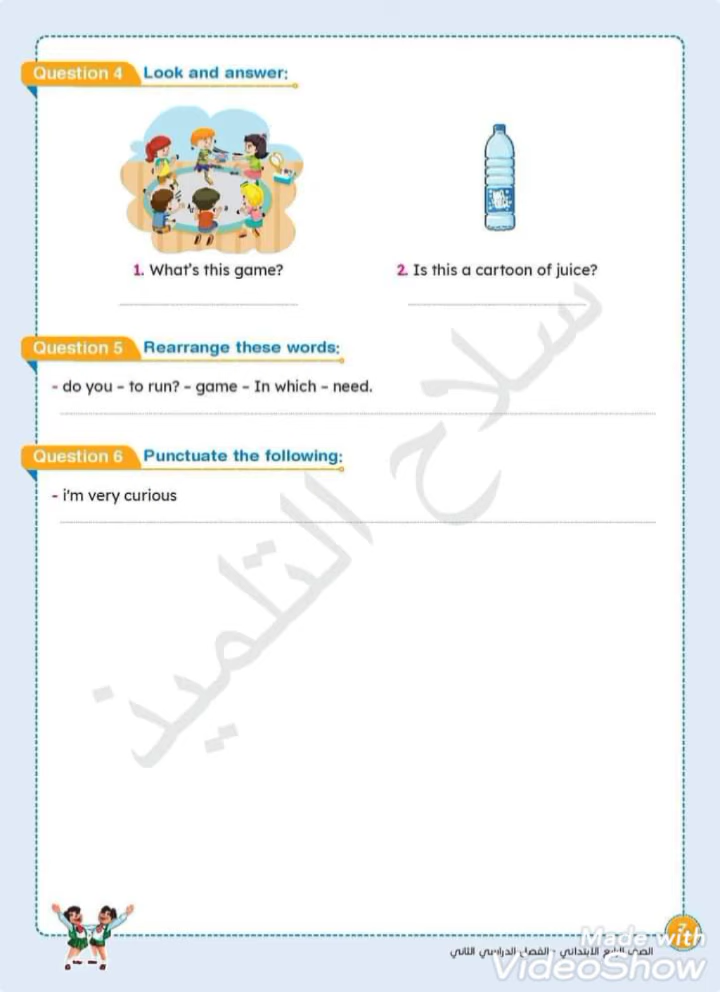 Question 4 Look and answer:
1. What's this game?
2. Is this a cartoon of juice?
Question 5 Rearrange these words:
- do you - to run? - game - In which - need.
Question 6 Punctuate the following:
- i'm very curious
سلاح التلميذ
7
الصف الرابع الابتدائي - الفصل الدراسي الثاني
Made with
VideoShow